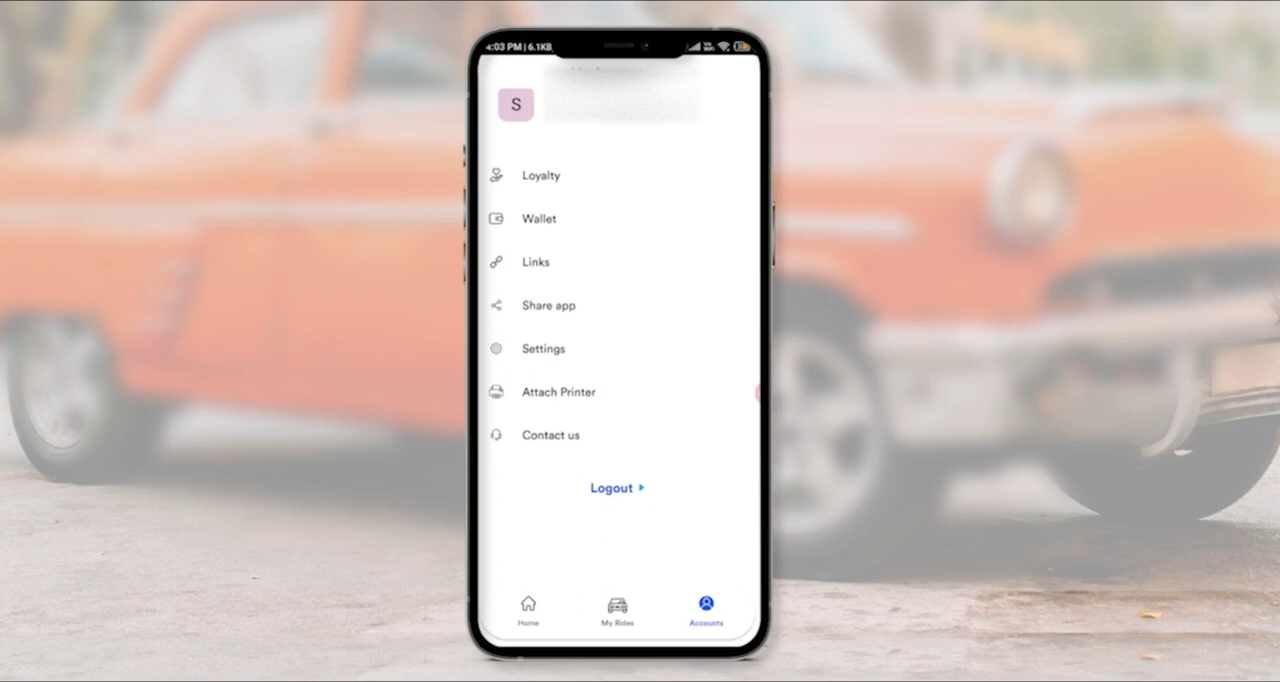 4:03 PM | 6.1KB
S
Loyalty
Wallet
Links
Share app
Settings
Attach Printer
Contact us
Logout
Home
My Rides
Accounts